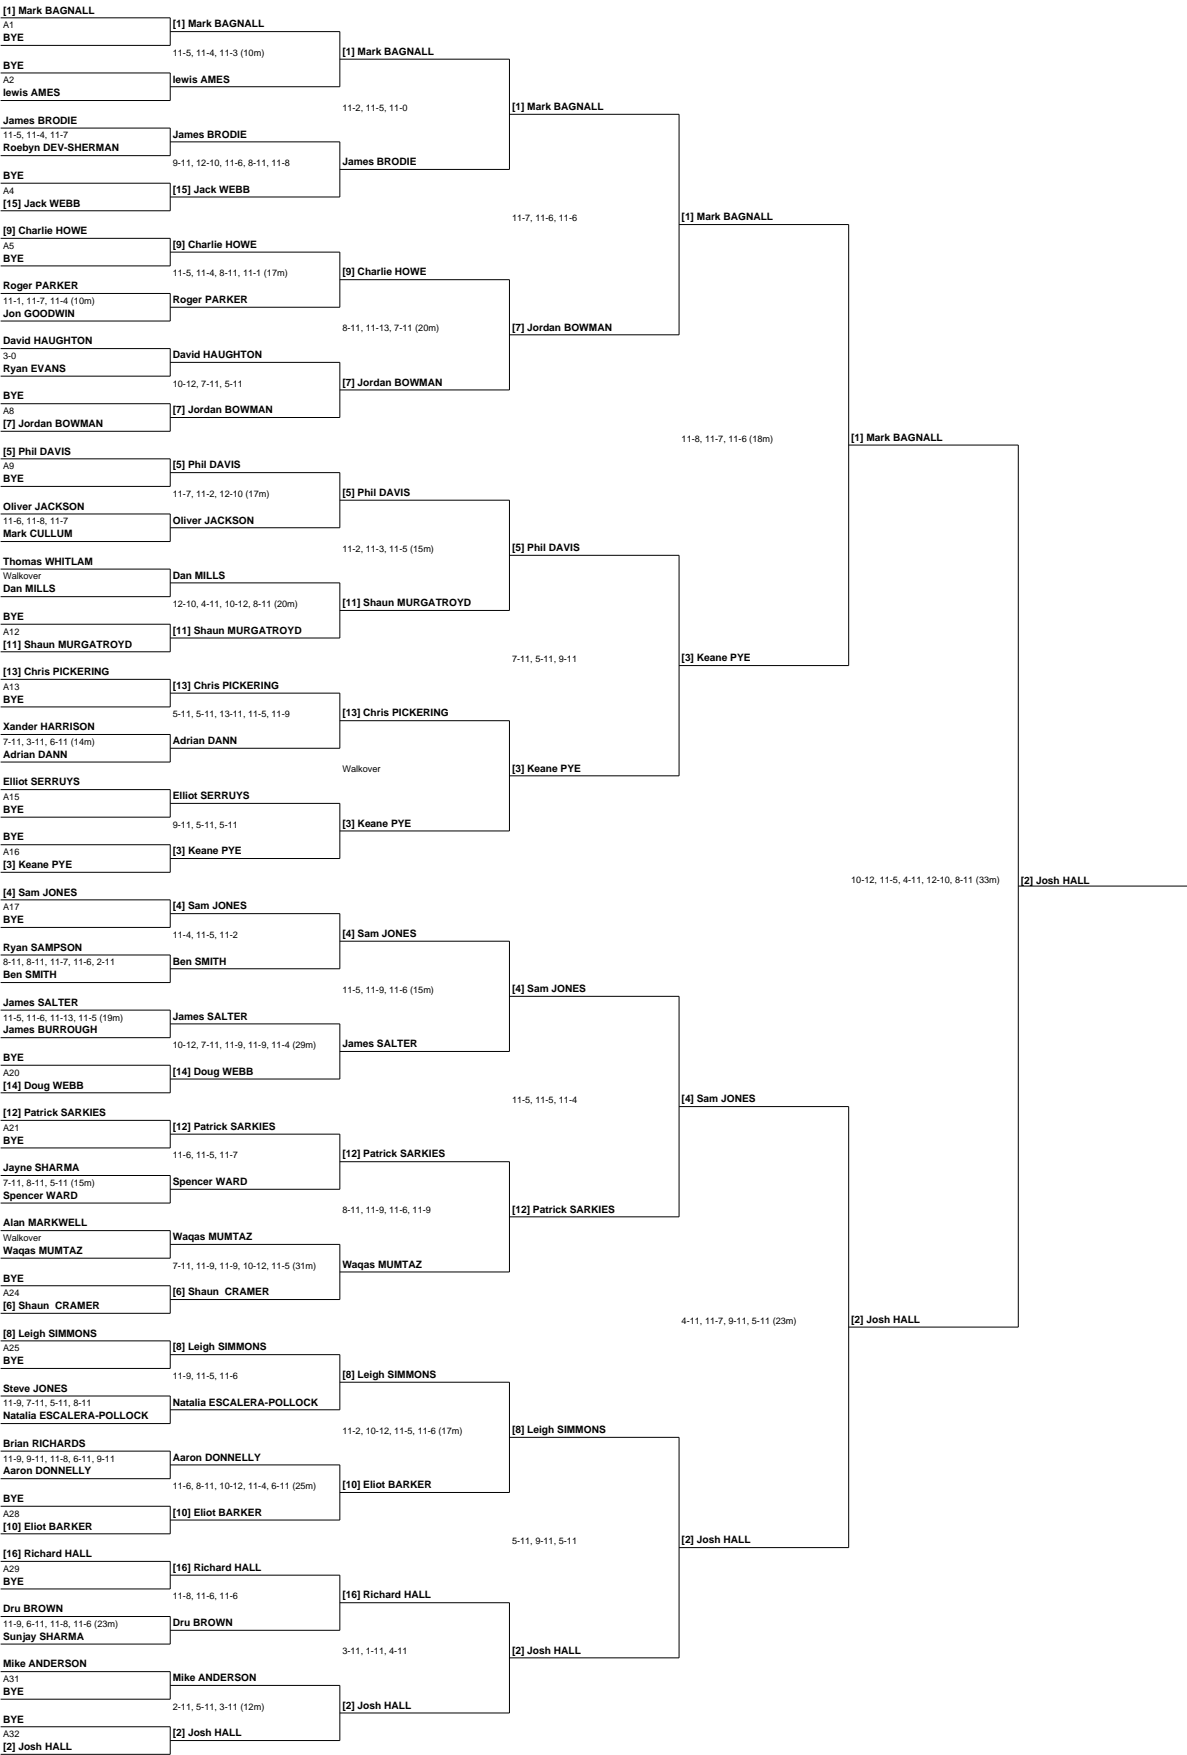 [1] Mark BAGNALL
A1
BYE
BYE
A2
lewis AMES
James BRODIE
11-5, 11-4, 11-7
Roebyn DEV-SHERMAN
BYE
A4
[15] Jack WEBB
[9] Charlie HOWE
A5
BYE
Roger PARKER
11-1, 11-7, 11-4 (10m)
Jon GOODWIN
David HAUGHTON
3-0
Ryan EVANS
BYE
A8
[7] Jordan BOWMAN
[5] Phil DAVIS
A9
BYE
Oliver JACKSON
11-6, 11-8, 11-7
Mark CULLUM
Thomas WHITLAM
Walkover
Dan MILLS
BYE
A12
[11] Shaun MURGATROYD
[13] Chris PICKERING
A13
BYE
Xander HARRISON
7-11, 3-11, 6-11 (14m)
Adrian DANN
Elliot SERRUYS
A15
BYE
BYE
A16
[3] Keane PYE
[4] Sam JONES
A17
BYE
Ryan SAMPSON
8-11, 8-11, 11-7, 11-6, 2-11
Ben SMITH
James SALTER
11-5, 11-6, 11-13, 11-5 (19m)
James BURROUGH
BYE
A20
[14] Doug WEBB
[12] Patrick SARKIES
A21
BYE
Jayne SHARMA
7-11, 8-11, 5-11 (15m)
Spencer WARD
Alan MARKWELL
Walkover
Waqas MUMTAZ
BYE
A24
[6] Shaun  CRAMER
[8] Leigh SIMMONS
A25
BYE
Steve JONES
11-9, 7-11, 5-11, 8-11
Natalia ESCALERA-POLLOCK
Brian RICHARDS
11-9, 9-11, 11-8, 6-11, 9-11
Aaron DONNELLY
BYE
A28
[10] Eliot BARKER
[16] Richard HALL
A29
BYE
Dru BROWN
11-9, 6-11, 11-8, 11-6 (23m)
Sunjay SHARMA
Mike ANDERSON
A31
BYE
BYE
A32
[2] Josh HALL
[1] Mark BAGNALL
11-5, 11-4, 11-3 (10m)
lewis AMES
James BRODIE
9-11, 12-10, 11-6, 8-11, 11-8
[15] Jack WEBB
[9] Charlie HOWE
11-5, 11-4, 8-11, 11-1 (17m)
Roger PARKER
David HAUGHTON
10-12, 7-11, 5-11
[7] Jordan BOWMAN
[5] Phil DAVIS
11-7, 11-2, 12-10 (17m)
Oliver JACKSON
Dan MILLS
12-10, 4-11, 10-12, 8-11 (20m)
[11] Shaun MURGATROYD
[13] Chris PICKERING
5-11, 5-11, 13-11, 11-5, 11-9
Adrian DANN
Elliot SERRUYS
9-11, 5-11, 5-11
[3] Keane PYE
[4] Sam JONES
11-4, 11-5, 11-2
Ben SMITH
James SALTER
10-12, 7-11, 11-9, 11-9, 11-4 (29m)
[14] Doug WEBB
[12] Patrick SARKIES
11-6, 11-5, 11-7
Spencer WARD
Waqas MUMTAZ
7-11, 11-9, 11-9, 10-12, 11-5 (31m)
[6] Shaun  CRAMER
[8] Leigh SIMMONS
11-9, 11-5, 11-6
Natalia ESCALERA-POLLOCK
Aaron DONNELLY
11-6, 8-11, 10-12, 11-4, 6-11 (25m)
[10] Eliot BARKER
[16] Richard HALL
11-8, 11-6, 11-6
Dru BROWN
Mike ANDERSON
2-11, 5-11, 3-11 (12m)
[2] Josh HALL
[1] Mark BAGNALL
11-2, 11-5, 11-0
James BRODIE
[9] Charlie HOWE
8-11, 11-13, 7-11 (20m)
[7] Jordan BOWMAN
[5] Phil DAVIS
11-2, 11-3, 11-5 (15m)
[11] Shaun MURGATROYD
[13] Chris PICKERING
Walkover
[3] Keane PYE
[4] Sam JONES
11-5, 11-9, 11-6 (15m)
James SALTER
[12] Patrick SARKIES
8-11, 11-9, 11-6, 11-9
Waqas MUMTAZ
[8] Leigh SIMMONS
11-2, 10-12, 11-5, 11-6 (17m)
[10] Eliot BARKER
[16] Richard HALL
3-11, 1-11, 4-11
[2] Josh HALL
[1] Mark BAGNALL
11-7, 11-6, 11-6
[7] Jordan BOWMAN
[5] Phil DAVIS
7-11, 5-11, 9-11
[3] Keane PYE
[4] Sam JONES
11-5, 11-5, 11-4
[12] Patrick SARKIES
[8] Leigh SIMMONS
5-11, 9-11, 5-11
[2] Josh HALL
[1] Mark BAGNALL
11-8, 11-7, 11-6 (18m)
[3] Keane PYE
[4] Sam JONES
4-11, 11-7, 9-11, 5-11 (23m)
[2] Josh HALL
[1] Mark BAGNALL
10-12, 11-5, 4-11, 12-10, 8-11 (33m)
[2] Josh HALL
[2] Josh HALL